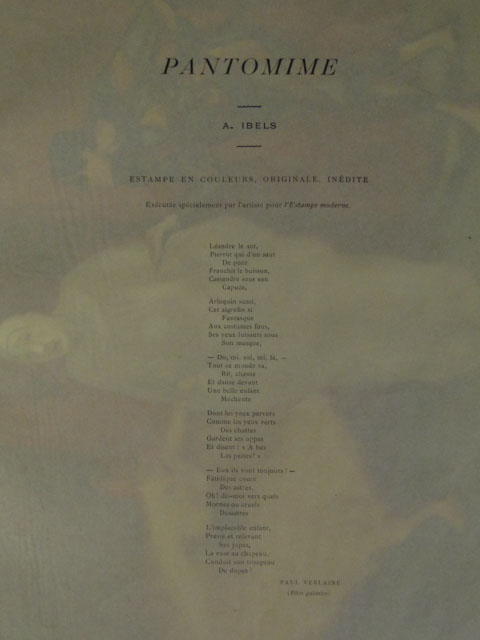 PANTOMIME
A. IBELS
ESTAMPE EN COULEURS, ORIGINALE, INÉDITE
Exécutée spécialement par l'artiste pour l'Estampe moderne.
Léandre le sot,
Pierrot qui d'un saut
De puce
Franchit le buisson,
Cassandre sous son
Capuce,
Arlequin aussi,
Cet aigrefin si
Fantasque
Aux costumes fous,
Ses yeux luisants sous
Son masque,
— Do, mi, sol, mi, fa, —
Tout ce monde va,
Rit, chante
Et danse devant
Une belle enfant
Méchante
Dont les yeux pervers
Comme les yeux verts
Des chattes
Gardent ses appas
Et disent : « A bas
Les pattes! »
— Eux ils vont toujours! —
Fatidique cours
Des astres,
Oh! dis-moi vers quels
Mornes ou cruels
Désastres
L'implacable enfant,
Preste et relevant
Ses jupes,
La rose au chapeau,
Conduit son troupeau
De dupes?
PAUL VERLAINE
(Fêtes galantes)